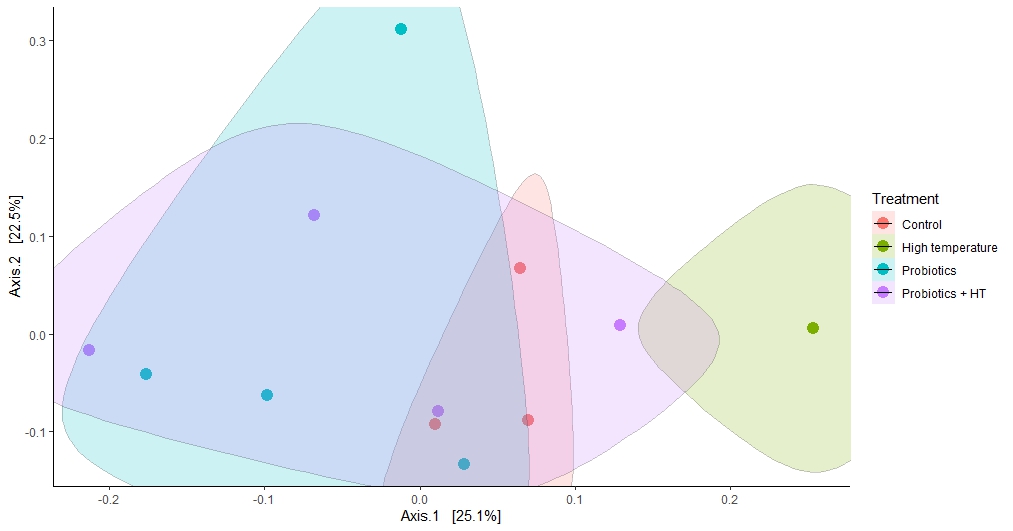 0.3
0.2
0.1
0.0
-0.1
Axis.2 [22.5%]
-0.2
-0.1
0.0
0.1
0.2
Axis.1 [25.1%]
Treatment
Control
High temperature
Probiotics
Probiotics + HT